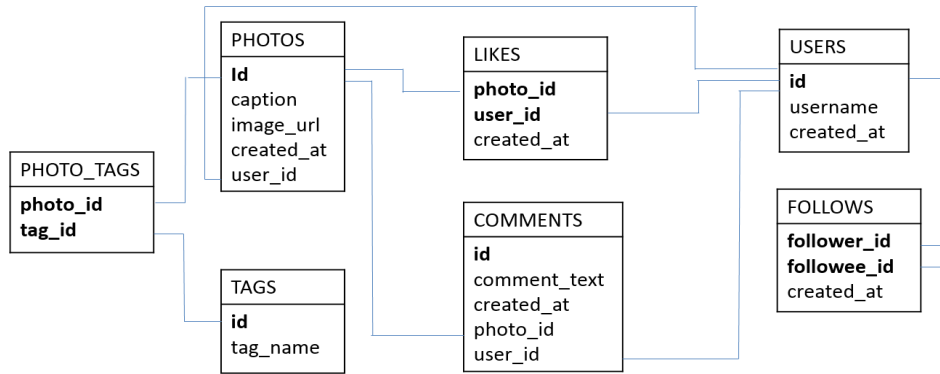 PHOTOS
Id
caption
image_url
created_at
user_id
LIKES
photo_id
user_id
created_at
USERS
id
username
created_at
PHOTO_TAGS
photo_id
tag_id
TAGS
id
tag_name
COMMENTS
id
comment_text
created_at
photo_id
user_id
FOLLOWS
follower_id
followee_id
created_at